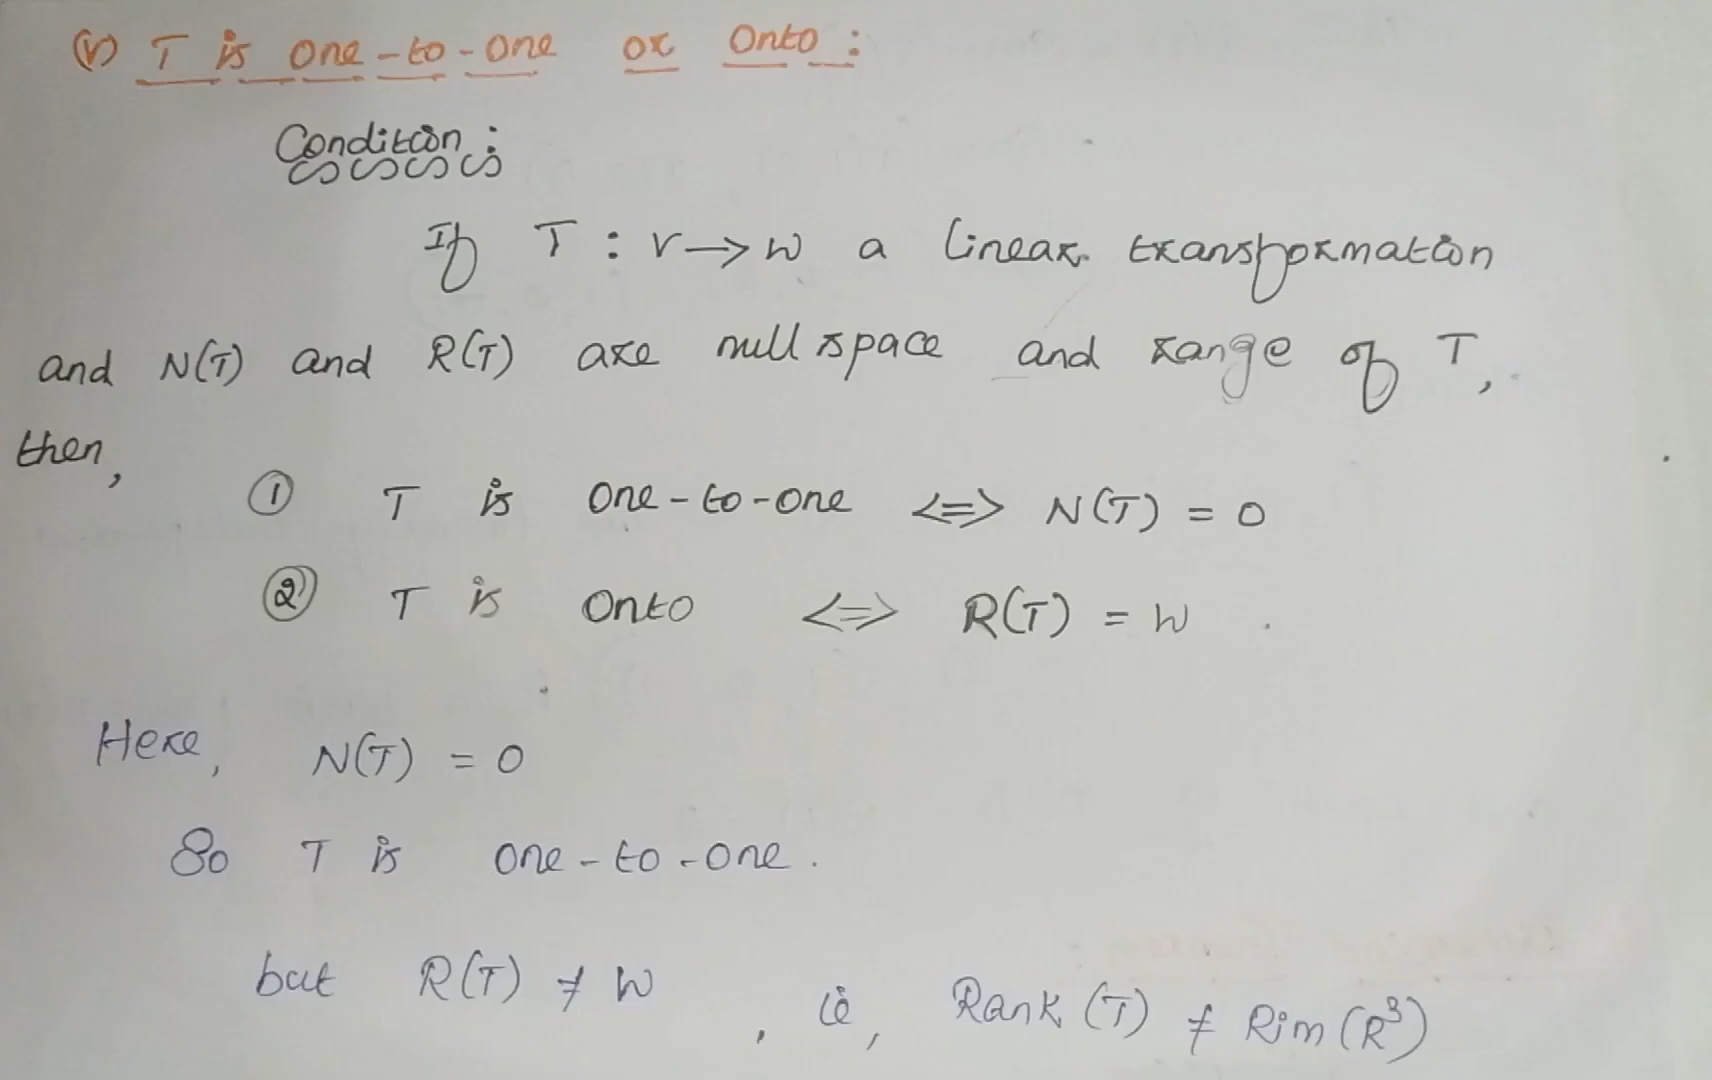 (v) T is one-to-one or Onto :
Condition :
If T : V → W a linear transformation
and N(T) and R(T) are null space and range of T,
then,
① T is one-to-one <=> N(T) = 0
② T is Onto <=> R(T) = W .
Here, N(T) = 0
So T is one-to-one .
but R(T) ≠ W , ie, Rank (T) ≠ Rim (R³)